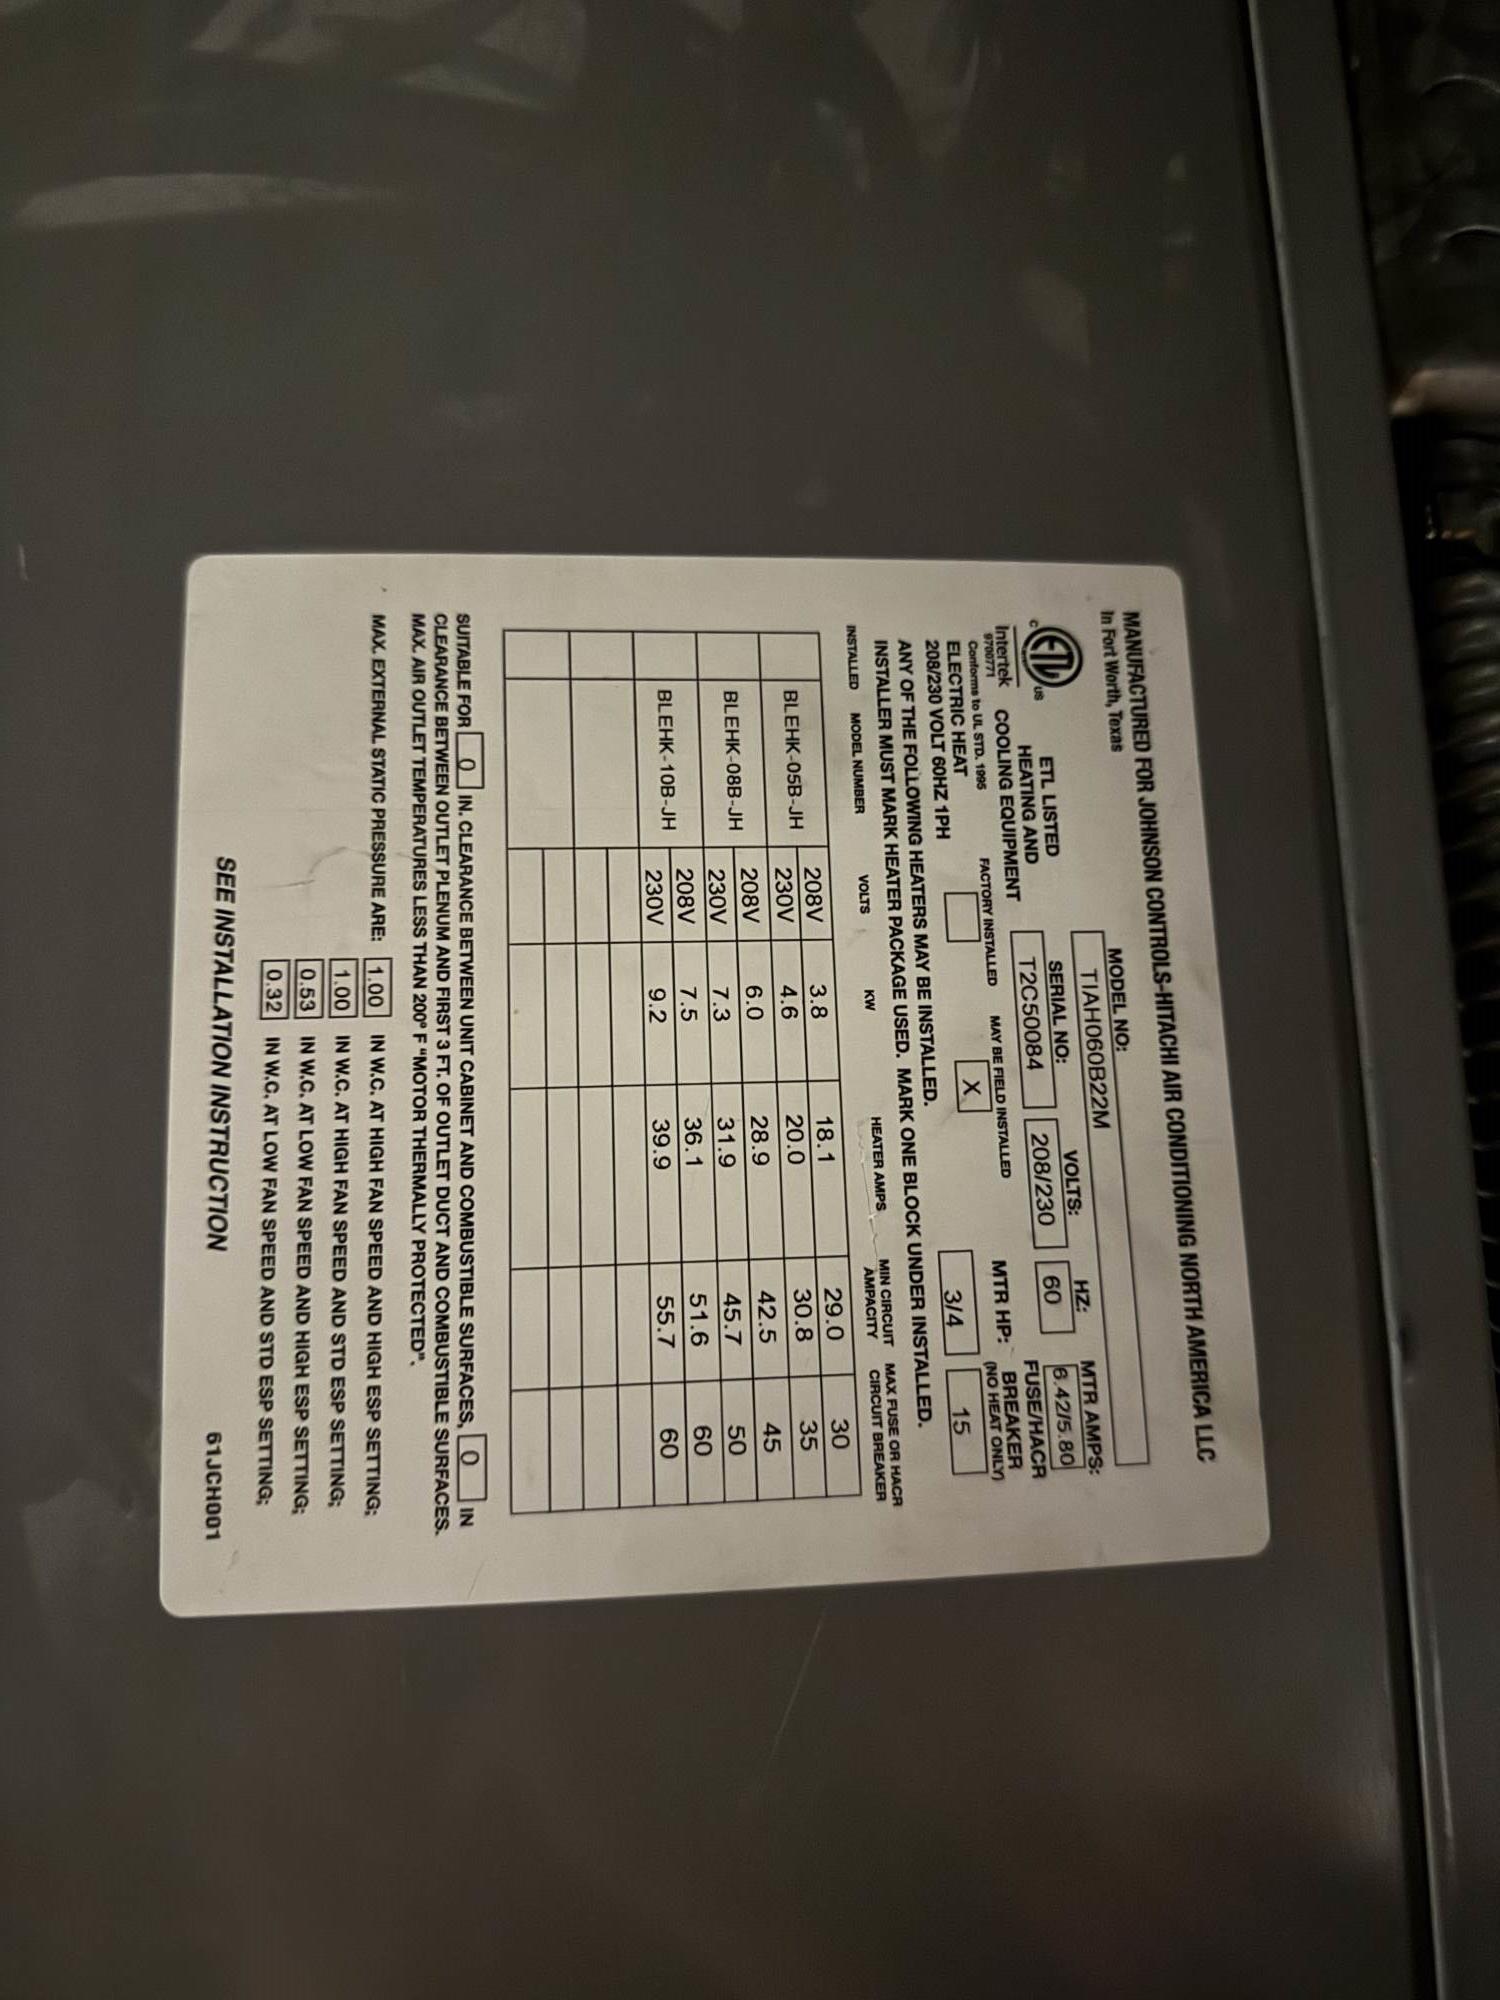 MANUFACTURED FOR JOHNSON CONTROLS-HITACHI AIR CONDITIONING NORTH AMERICA LLC
In Fort Worth, Texas
MODEL NO:
TIAH060B22M
C ETL US
Intertek
9700771
Conforms to UL STD. 1995
ETL LISTED
HEATING AND
COOLING EQUIPMENT
SERIAL NO: VOLTS: HZ: MTR AMPS:
T2C50084 208/230 60 6.42/5.80
ELECTRIC HEAT
208/230 VOLT 60HZ 1PH
FACTORY INSTALLED MAY BE FIELD INSTALLED
X
MTR HP:
3/4
FUSE/HACR
BREAKER
(NO HEAT ONLY)
15
ANY OF THE FOLLOWING HEATERS MAY BE INSTALLED.
INSTALLER MUST MARK HEATER PACKAGE USED. MARK ONE BLOCK UNDER INSTALLED.
INSTALLED MODEL NUMBER VOLTS KW HEATER AMPS MIN CIRCUIT AMPACITY MAX FUSE OR HACR CIRCUIT BREAKER
BLEHK-05B-JH 208V 3.8 18.1 29.0 30
230V 4.6 20.0 30.8 35
BLEHK-08B-JH 208V 6.0 28.9 42.5 45
230V 7.3 31.9 45.7 50
BLEHK-10B-JH 208V 7.5 36.1 51.6 60
230V 9.2 39.9 55.7 60
SUITABLE FOR 0 IN. CLEARANCE BETWEEN UNIT CABINET AND COMBUSTIBLE SURFACES, 0 IN
CLEARANCE BETWEEN OUTLET PLENUM AND FIRST 3 FT. OF OUTLET DUCT AND COMBUSTIBLE SURFACES.
MAX. AIR OUTLET TEMPERATURES LESS THAN 200° F "MOTOR THERMALLY PROTECTED".
MAX. EXTERNAL STATIC PRESSURE ARE: 1.00 IN W.C. AT HIGH FAN SPEED AND HIGH ESP SETTING;
1.00 IN W.C. AT HIGH FAN SPEED AND STD ESP SETTING;
0.53 IN W.C. AT LOW FAN SPEED AND HIGH ESP SETTING;
0.32 IN W.C. AT LOW FAN SPEED AND STD ESP SETTING;
SEE INSTALLATION INSTRUCTION 61JCH001